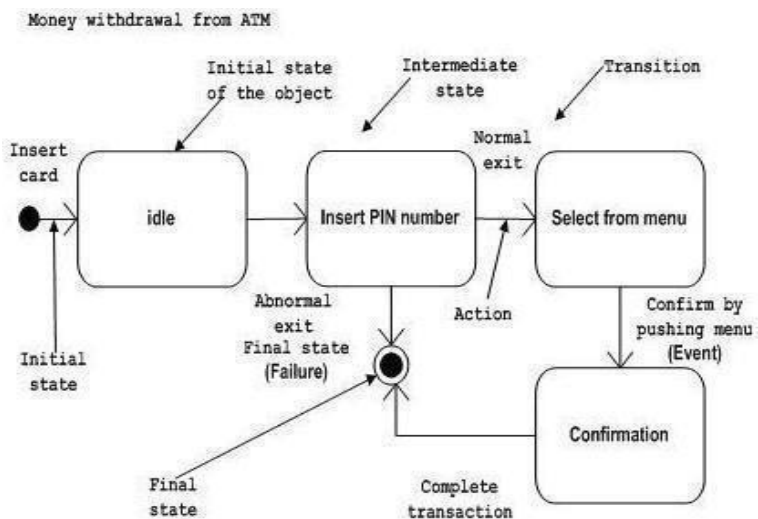 Money withdrawal from ATM
Initial state
of the object
Intermediate
state
Transition
Insert
card
Normal
exit
idle
Insert PIN number
Select from menu
Initial
state
Abnormal
exit
Final state
(Failure)
Action
Confirm by
pushing menu
(Event)
Confirmation
Final
state
Complete
transaction